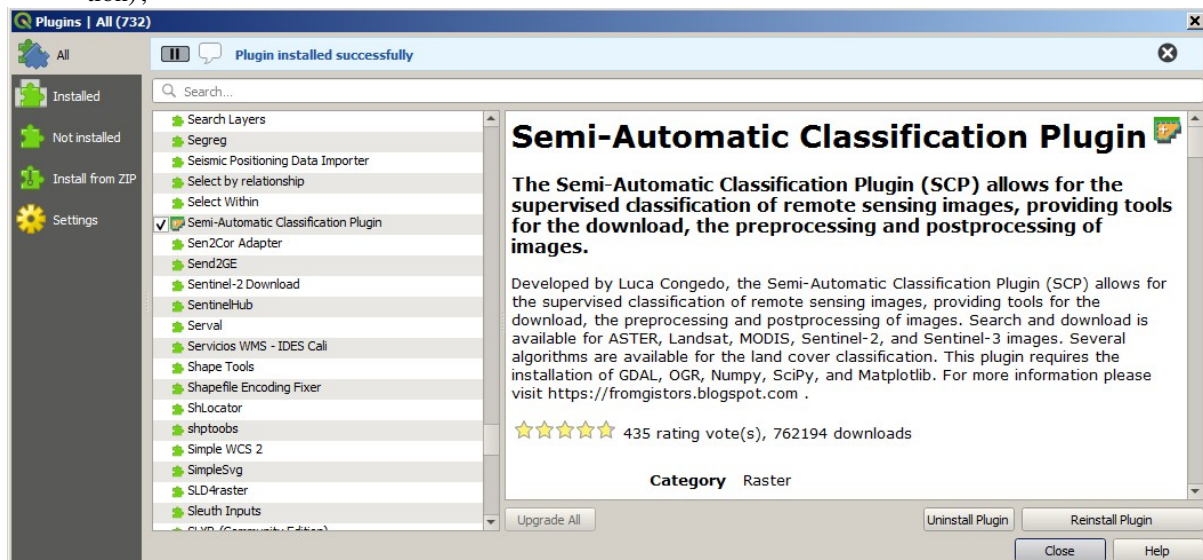 tion);
Plugins | All (732)
All
Plugin installed successfully
Installed
Not installed
Install from ZIP
Settings
Search...
Search Layers
Segreg
Seismic Positioning Data Importer
Select by relationship
Select Within
Semi-Automatic Classification Plugin
Sen2Cor Adapter
Send2GE
Sentinel-2 Download
SentinelHub
Serval
Servicios WMS - IDES Cali
Shape Tools
Shapefile Encoding Fixer
ShLocator
shptoobs
Simple WCS 2
SimpleSvg
SLD4raster
Sleuth Inputs
SLYR (Community Edition)
Semi-Automatic Classification Plugin
The Semi-Automatic Classification Plugin (SCP) allows for the
supervised classification of remote sensing images, providing tools
for the download, the preprocessing and postprocessing of
images.
Developed by Luca Congedo, the Semi-Automatic Classification Plugin (SCP) allows for
the supervised classification of remote sensing images, providing tools for the
download, the preprocessing and postprocessing of images. Search and download is
available for ASTER, Landsat, MODIS, Sentinel-2, and Sentinel-3 images. Several
algorithms are available for the land cover classification. This plugin requires the
installation of GDAL, OGR, Numpy, SciPy, and Matplotlib. For more information please
visit https://fromgistors.blogspot.com .
435 rating vote(s), 762194 downloads
Category Raster
Upgrade All
Uninstall Plugin
Reinstall Plugin
Close
Help